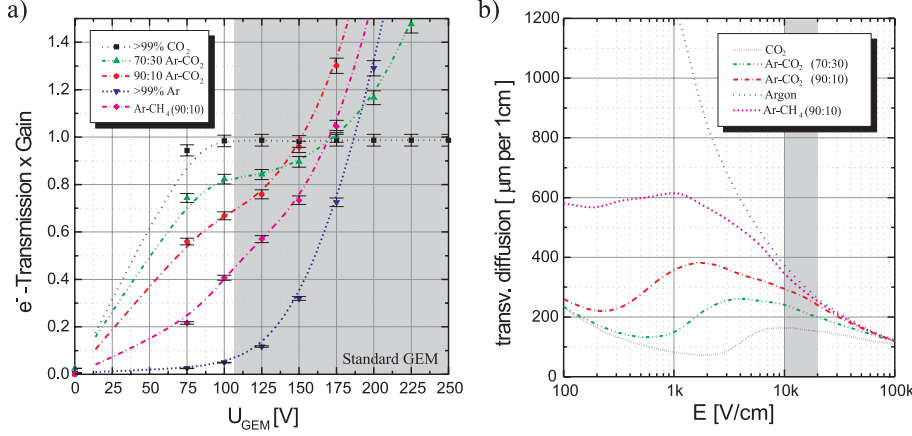 a)
>99% CO₂
70:30 Ar-CO₂
90:10 Ar-CO₂
>99% Ar
Ar-CH₄(90:10)
e⁻-Transmission x Gain
1.4
1.2
1.0
0.8
0.6
0.4
0.2
0.0
Standard GEM
0 25 50 75 100 125 150 175 200 225 250
U_GEM [V]
b)
CO₂
Ar-CO₂ (70:30)
Ar-CO₂ (90:10)
Argon
Ar-CH₄ (90:10)
transv. diffusion [ µm per 1cm]
1200
1000
800
600
400
200
0
100 1k 10k 100k
E [V/cm]